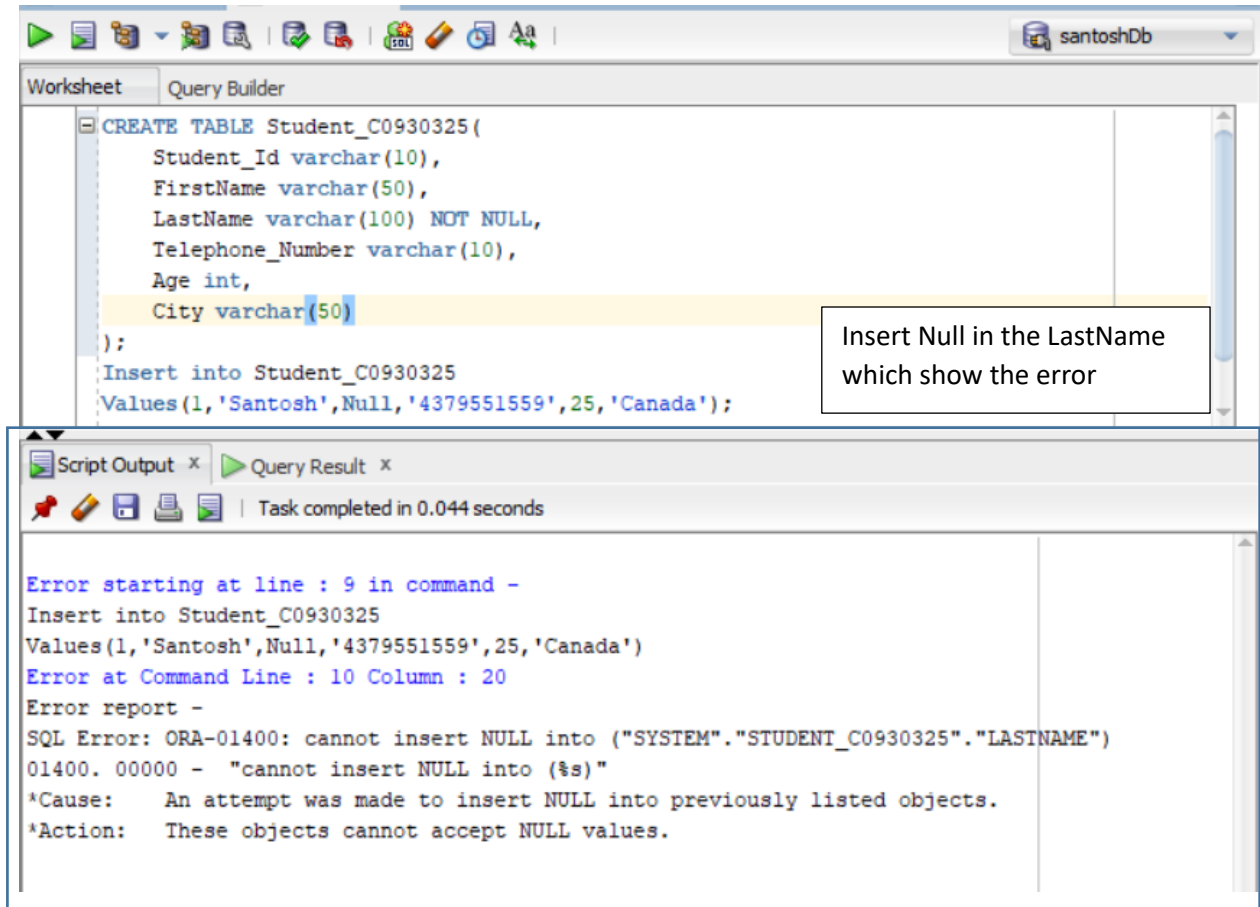 santoshDb
Worksheet Query Builder
CREATE TABLE Student_C0930325(
Student_Id varchar(10),
FirstName varchar(50),
LastName varchar(100) NOT NULL,
Telephone_Number varchar(10),
Age int,
City varchar(50)
);
Insert into Student_C0930325
Values(1,'Santosh',Null,'4379551559',25,'Canada');
Insert Null in the LastName
which show the error
Script Output x Query Result x
Task completed in 0.044 seconds
Error starting at line : 9 in command -
Insert into Student_C0930325
Values(1,'Santosh',Null,'4379551559',25,'Canada')
Error at Command Line : 10 Column : 20
Error report -
SQL Error: ORA-01400: cannot insert NULL into ("SYSTEM"."STUDENT_C0930325"."LASTNAME")
01400. 00000 - "cannot insert NULL into (%s)"
*Cause: An attempt was made to insert NULL into previously listed objects.
*Action: These objects cannot accept NULL values.